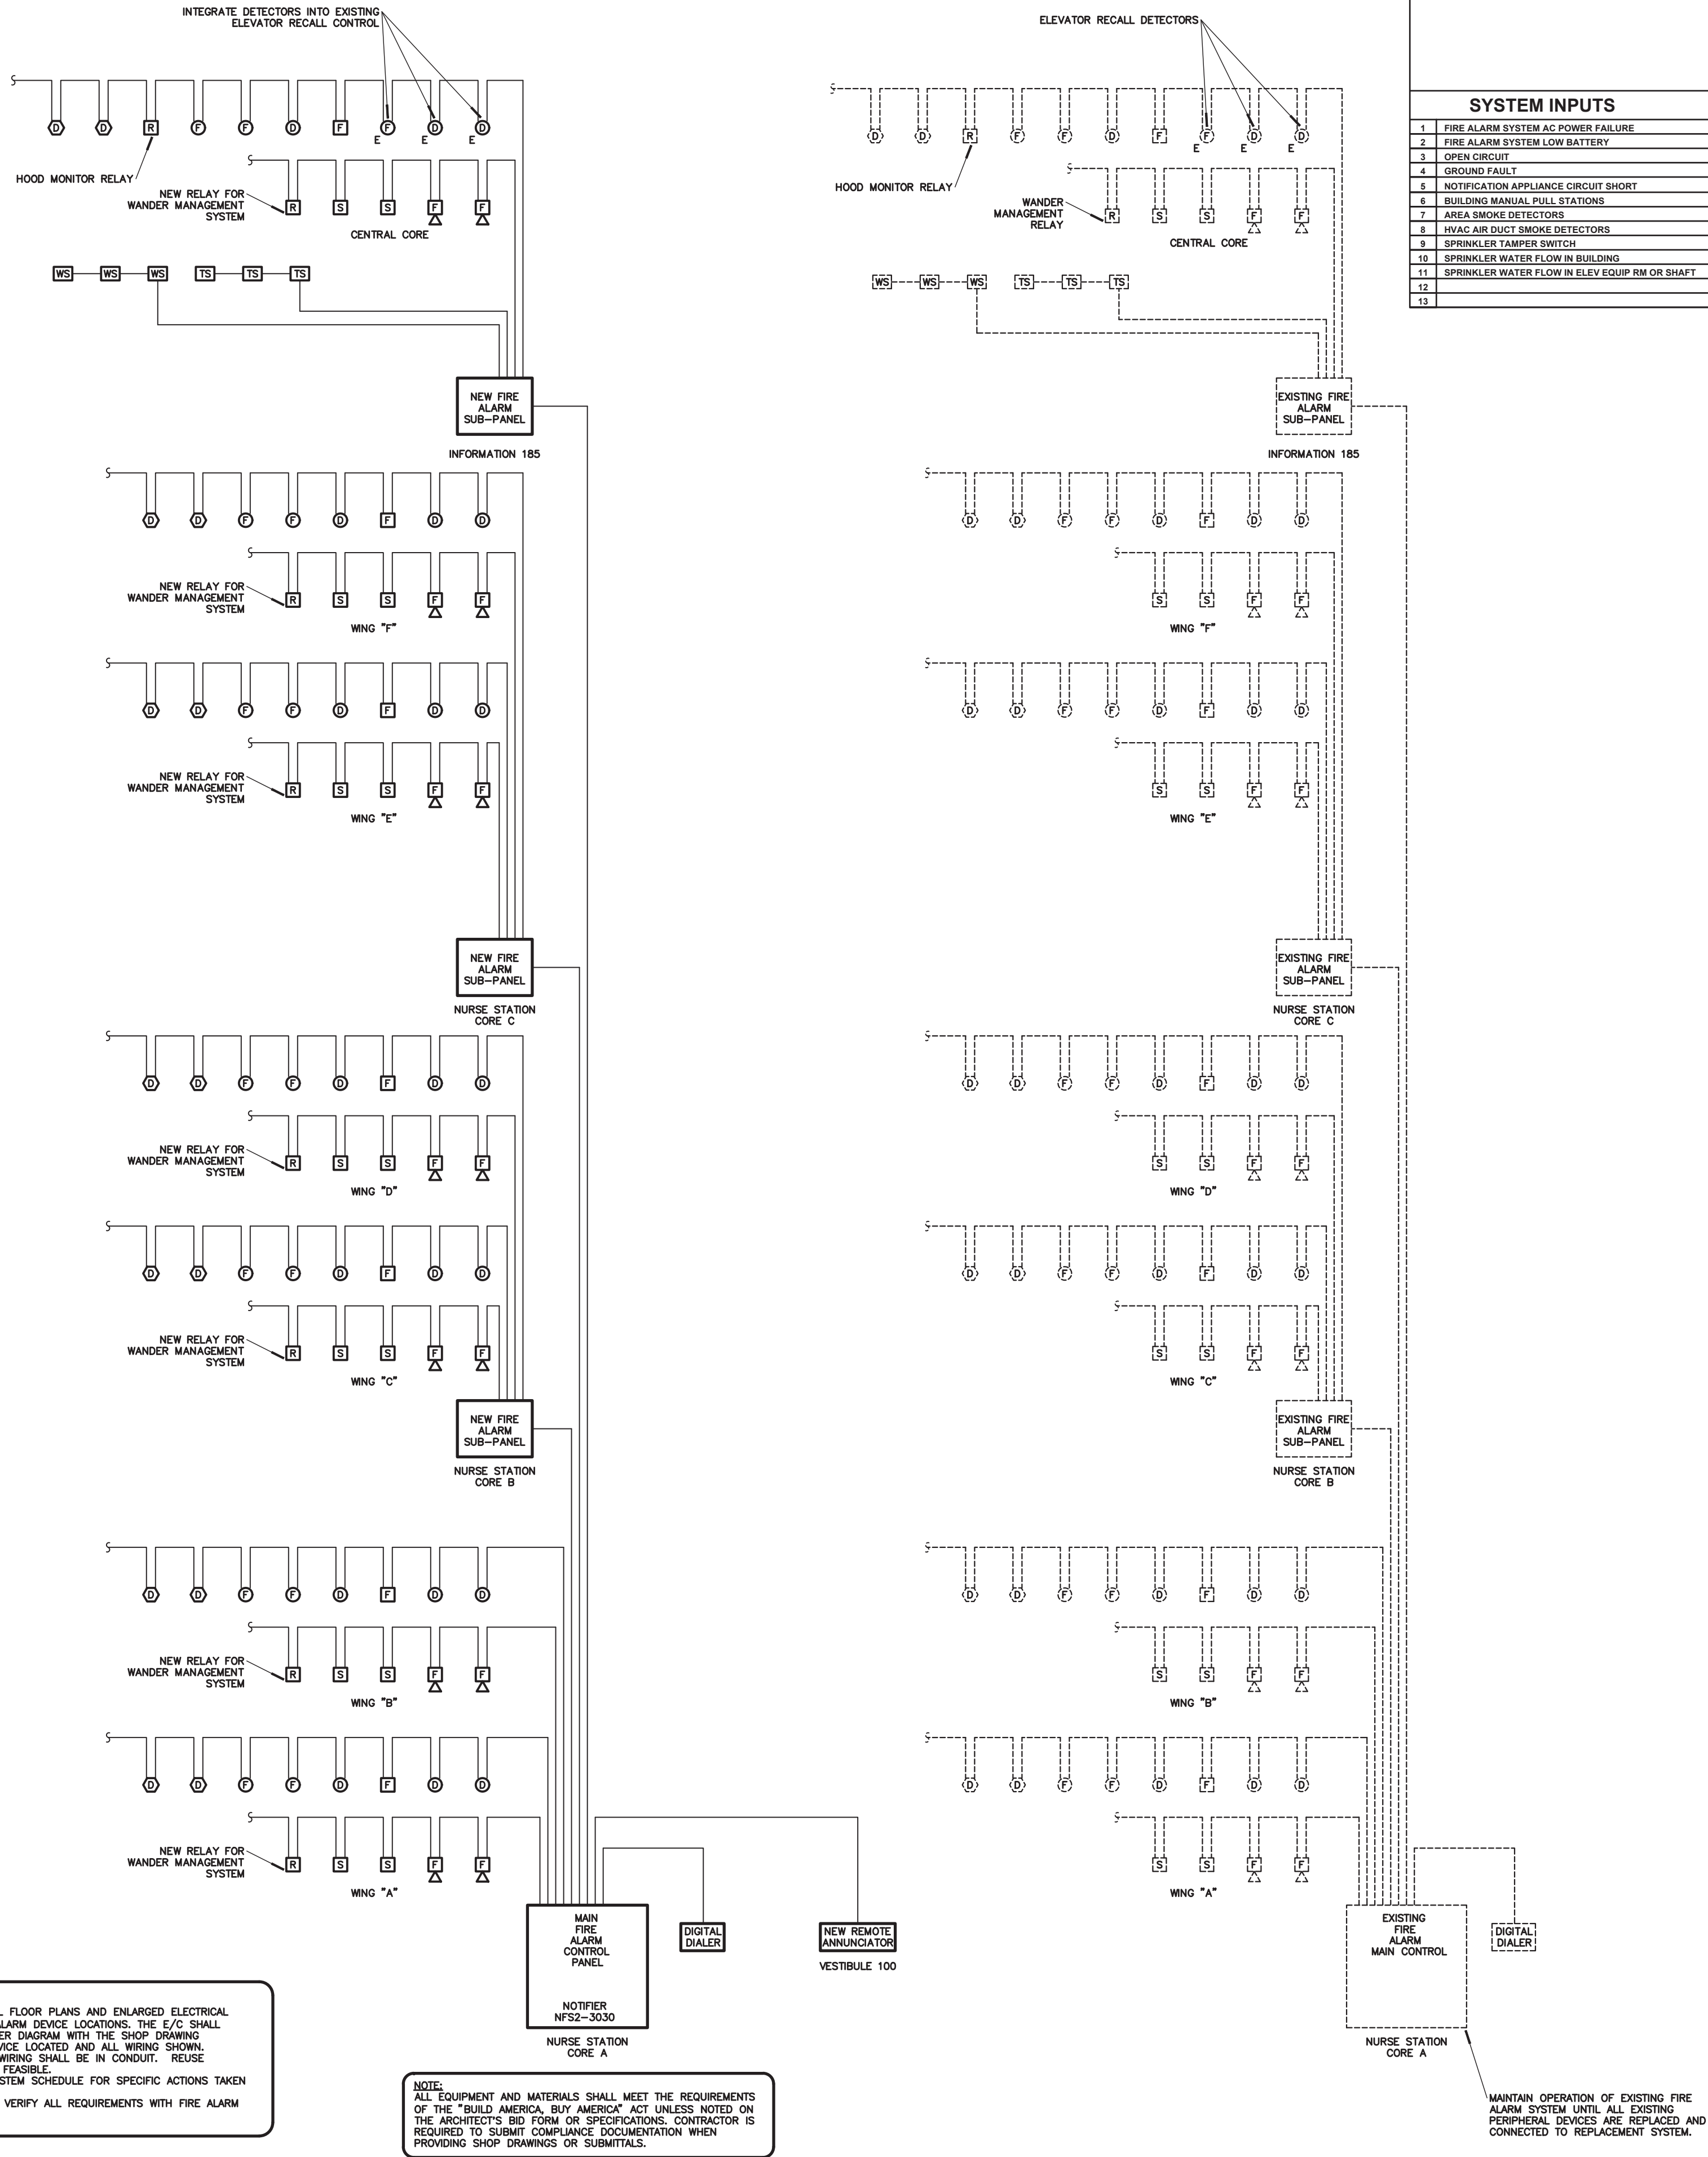 INTEGRATE DETECTORS INTO EXISTING
ELEVATOR RECALL CONTROL
D D R F F D F F D D
E E E
HOOD MONITOR RELAY
NEW RELAY FOR
WANDER MANAGEMENT
SYSTEM
R S S F F
CENTRAL CORE
WS WS WS TS TS TS
NEW FIRE
ALARM
SUB-PANEL
INFORMATION 185
D D F F D F D D
NEW RELAY FOR
WANDER MANAGEMENT
SYSTEM
R S S F F
WING "F"
D D F F D F D D
NEW RELAY FOR
WANDER MANAGEMENT
SYSTEM
R S S F F
WING "E"
NEW FIRE
ALARM
SUB-PANEL
NURSE STATION
CORE C
D D F F D F D D
NEW RELAY FOR
WANDER MANAGEMENT
SYSTEM
R S S F F
WING "D"
D D F F D F D D
NEW RELAY FOR
WANDER MANAGEMENT
SYSTEM
R S S F F
WING "C"
NEW FIRE
ALARM
SUB-PANEL
NURSE STATION
CORE B
D D F F D F D D
NEW RELAY FOR
WANDER MANAGEMENT
SYSTEM
R S S F F
WING "B"
D D F F D F D D
NEW RELAY FOR
WANDER MANAGEMENT
SYSTEM
R S S F F
WING "A"
MAIN
FIRE
ALARM
CONTROL
PANEL
NOTIFIER
NFS2-3030
NURSE STATION
CORE A
DIGITAL
DIALER
NEW REMOTE
ANNUNCIATOR
VESTIBULE 100
FLOOR PLANS AND ENLARGED ELECTRICAL
ALARM DEVICE LOCATIONS. THE E/C SHALL
DIAGRAM WITH THE SHOP DRAWING
LOCATED AND ALL WIRING SHOWN.
WIRING SHALL BE IN CONDUIT. REUSE
FEASIBLE.
SCHEDULE FOR SPECIFIC ACTIONS TAKEN
VERIFY ALL REQUIREMENTS WITH FIRE ALARM
NOTE:
ALL EQUIPMENT AND MATERIALS SHALL MEET THE REQUIREMENTS
OF THE "BUILD AMERICA, BUY AMERICA" ACT UNLESS NOTED ON
THE ARCHITECT'S BID FORM OR SPECIFICATIONS. CONTRACTOR IS
REQUIRED TO SUBMIT COMPLIANCE DOCUMENTATION WHEN
PROVIDING SHOP DRAWINGS OR SUBMITTALS.
ELEVATOR RECALL DETECTORS
D D R F F D F F D D
E E E
HOOD MONITOR RELAY
WANDER
MANAGEMENT
RELAY
R S S F F
CENTRAL CORE
WS WS WS TS TS TS
EXISTING FIRE
ALARM
SUB-PANEL
INFORMATION 185
D D F F D F D D
S S F F
WING "F"
D D F F D F D D
S S F F
WING "E"
EXISTING FIRE
ALARM
SUB-PANEL
NURSE STATION
CORE C
D D F F D F D D
S S F F
WING "D"
D D F F D F D D
S S F F
WING "C"
EXISTING FIRE
ALARM
SUB-PANEL
NURSE STATION
CORE B
D D F F D F D D
S S F F
WING "B"
D D F F D F D D
S S F F
WING "A"
EXISTING
FIRE
ALARM
MAIN CONTROL
NURSE STATION
CORE A
DIGITAL
DIALER
MAINTAIN OPERATION OF EXISTING FIRE
ALARM SYSTEM UNTIL ALL EXISTING
PERIPHERAL DEVICES ARE REPLACED AND
CONNECTED TO REPLACEMENT SYSTEM.
SYSTEM INPUTS
1 FIRE ALARM SYSTEM AC POWER FAILURE
2 FIRE ALARM SYSTEM LOW BATTERY
3 OPEN CIRCUIT
4 GROUND FAULT
5 NOTIFICATION APPLIANCE CIRCUIT SHORT
6 BUILDING MANUAL PULL STATIONS
7 AREA SMOKE DETECTORS
8 HVAC AIR DUCT SMOKE DETECTORS
9 SPRINKLER TAMPER SWITCH
10 SPRINKLER WATER FLOW IN BUILDING
11 SPRINKLER WATER FLOW IN ELEV EQUIP RM OR SHAFT
12
13